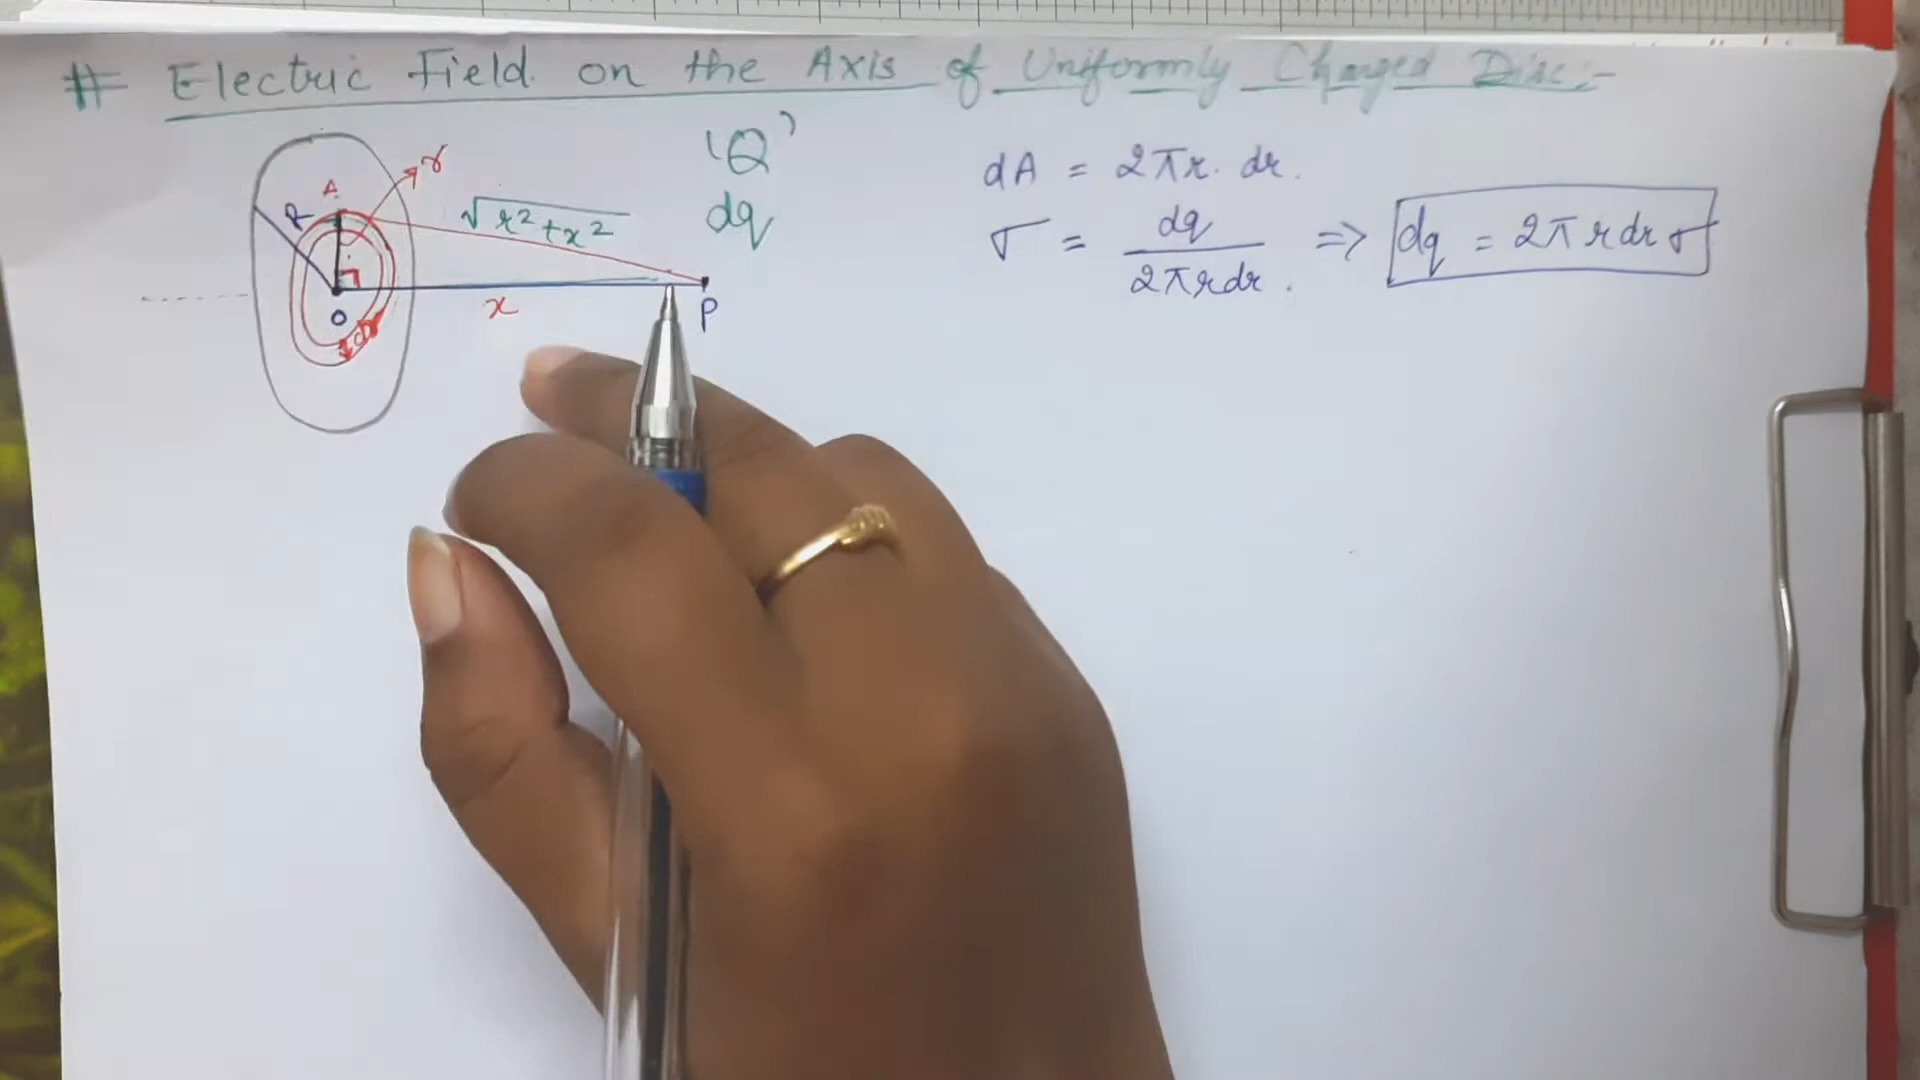 # Electric Field on the Axis of Uniformly Charged Disc:-
'Q'
dq
dA = 2πr. dr.
σ = dq / 2πrdr. => dq = 2πrdrσ
A
r
R
√r²+x²
O
x
P
dr